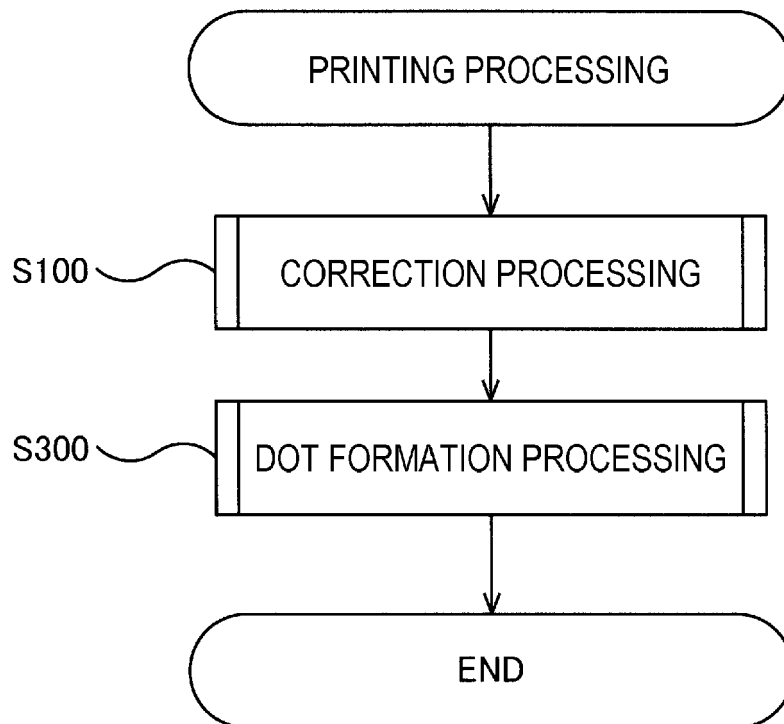 PRINTING PROCESSING
S100
CORRECTION PROCESSING
S300
DOT FORMATION PROCESSING
END